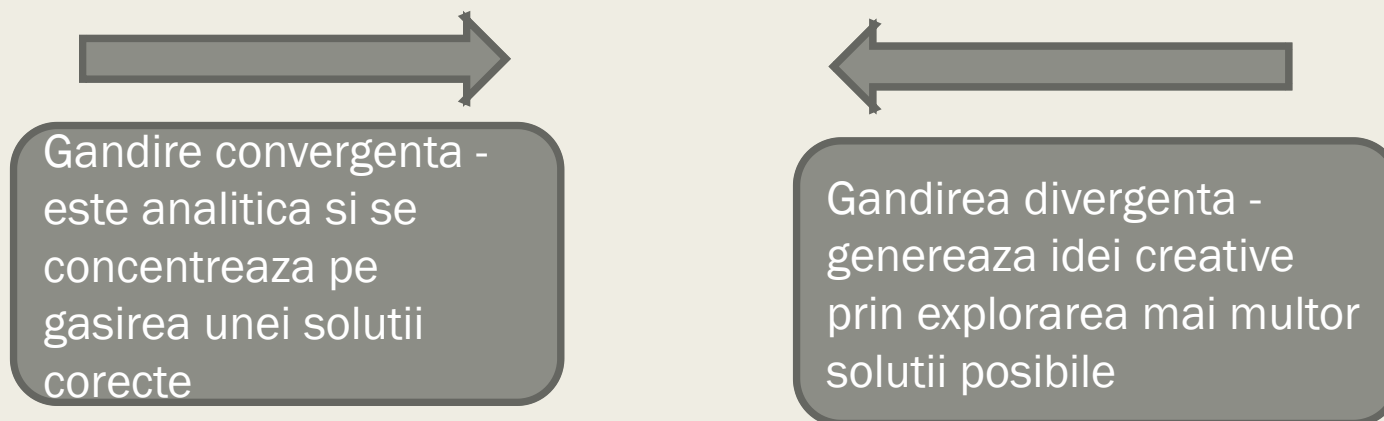 Gandire convergenta -
este analitica si se
concentreaza pe
gasirea unei solutii
corecte
Gandirea divergenta -
genereaza idei creative
prin explorarea mai multor
solutii posibile